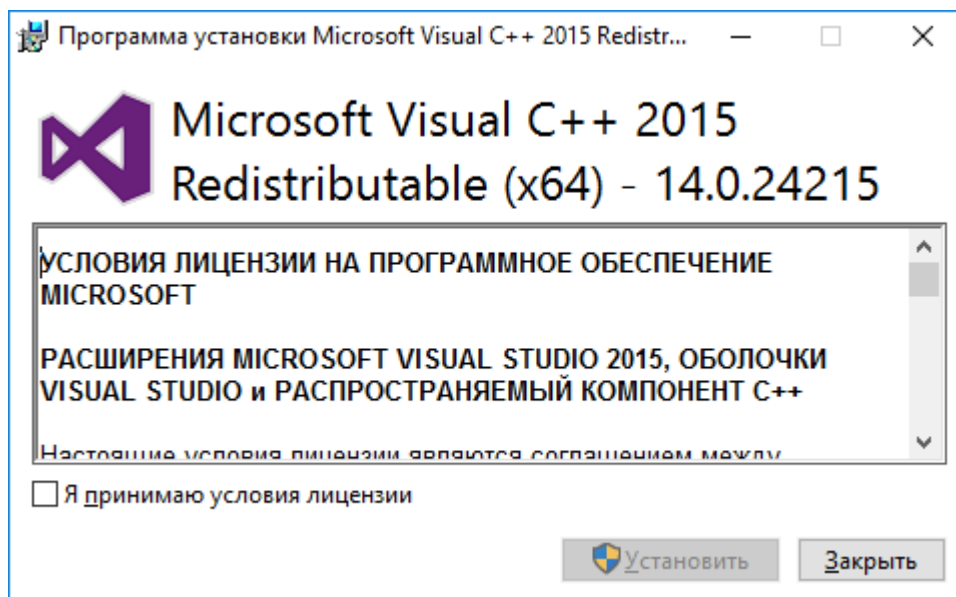 Программа установки Microsoft Visual C++ 2015 Redistr...
Microsoft Visual C++ 2015
Redistributable (x64) - 14.0.24215
УСЛОВИЯ ЛИЦЕНЗИИ НА ПРОГРАММНОЕ ОБЕСПЕЧЕНИЕ
MICROSOFT
РАСШИРЕНИЯ MICROSOFT VISUAL STUDIO 2015, ОБОЛОЧКИ
VISUAL STUDIO и РАСПРОСТРАНЯЕМЫЙ КОМПОНЕНТ C++
Настоящие условия лицензии являются соглашением между
Я принимаю условия лицензии
Установить
Закрыть